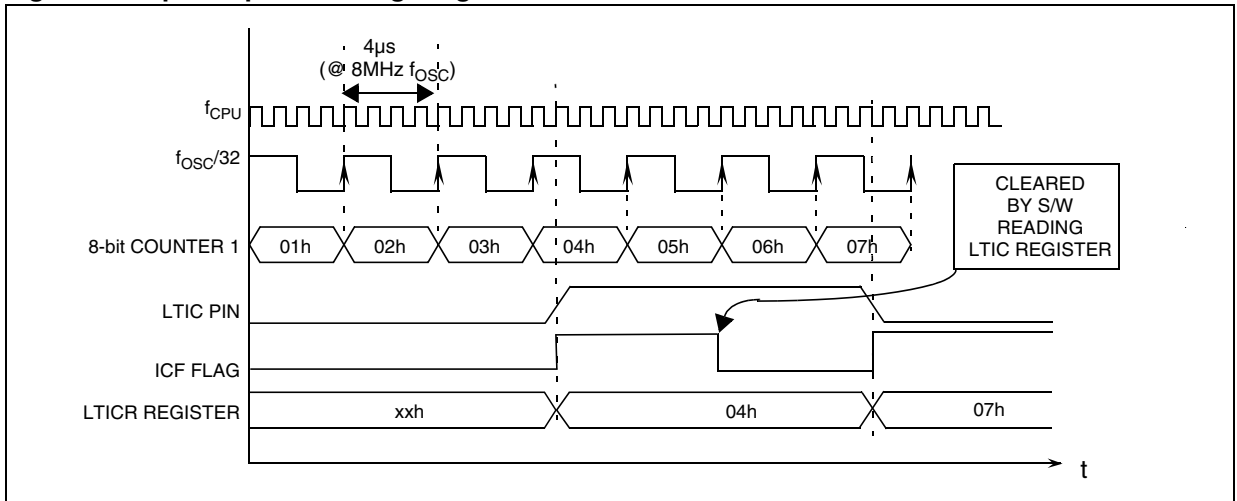 4µs
(@ 8MHz fOSC)
fCPU
fOSC/32
CLEARED
BY S/W
READING
LTIC REGISTER
8-bit COUNTER 1
01h 02h 03h 04h 05h 06h 07h
LTIC PIN
ICF FLAG
LTICR REGISTER
xxh 04h 07h
t